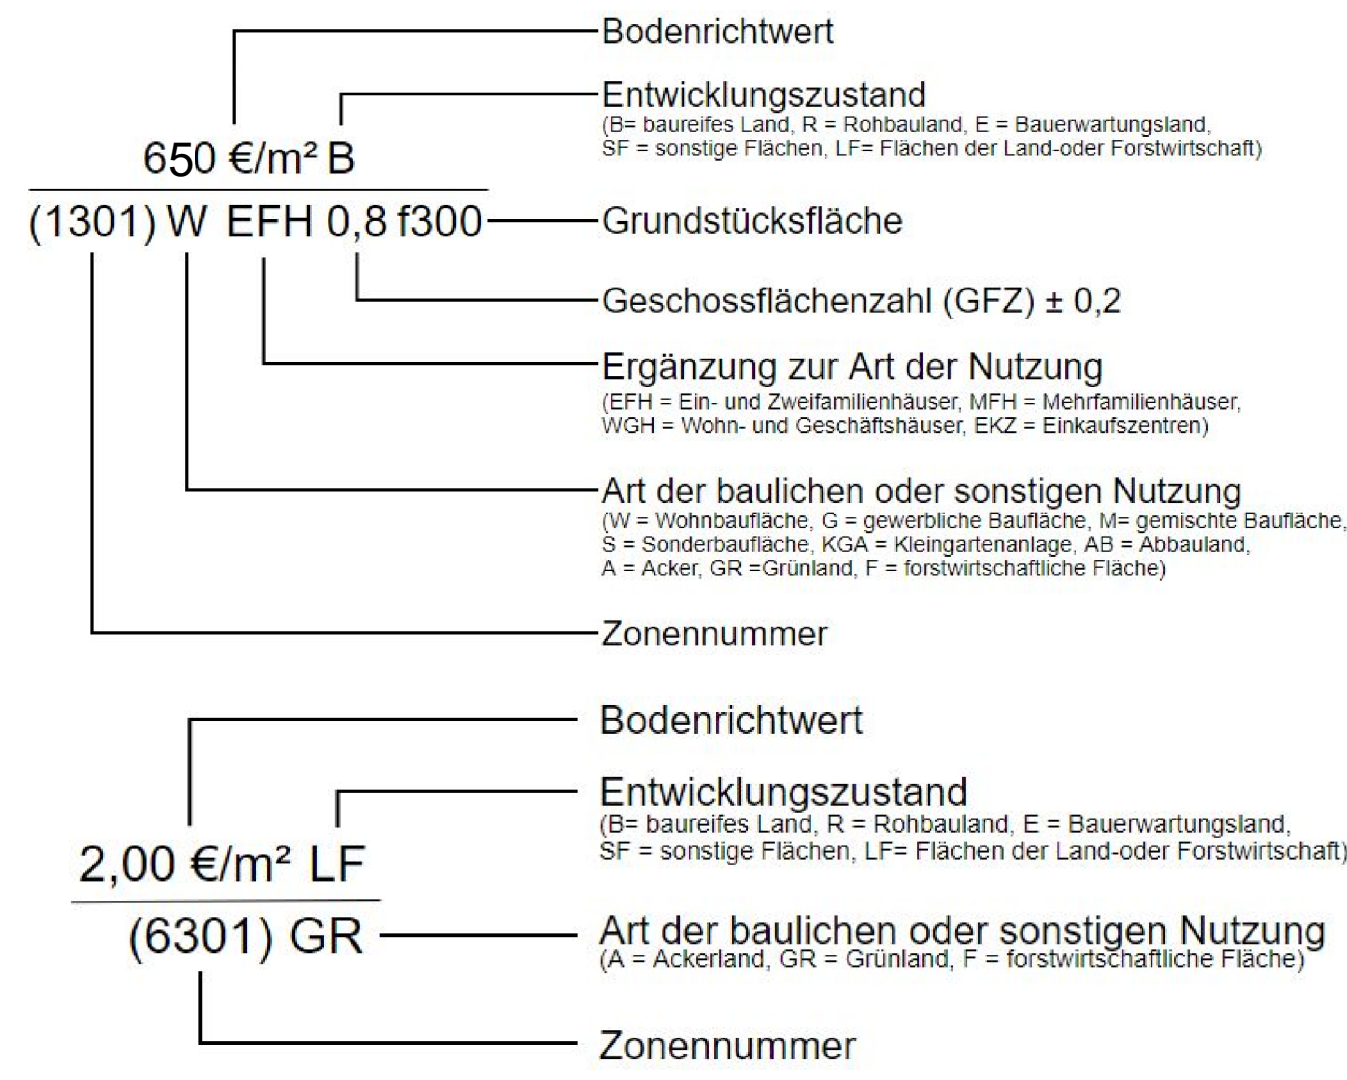 Bodenrichtwert
Entwicklungszustand
(B= baureifes Land, R = Rohbauland, E = Bauerwartungsland,
SF = sonstige Flächen, LF= Flächen der Land-oder Forstwirtschaft)
650 €/m² B
(1301) W EFH 0,8 f300
Grundstücksfläche
Geschossflächenzahl (GFZ) ± 0,2
Ergänzung zur Art der Nutzung
(EFH = Ein- und Zweifamilienhäuser, MFH = Mehrfamilienhäuser,
WGH = Wohn- und Geschäftshäuser, EKZ = Einkaufszentren)
Art der baulichen oder sonstigen Nutzung
(W = Wohnbaufläche, G = gewerbliche Baufläche, M= gemischte Baufläche,
S = Sonderbaufläche, KGA = Kleingartenanlage, AB = Abbauland,
A = Acker, GR =Grünland, F = forstwirtschaftliche Fläche)
Zonennummer
Bodenrichtwert
Entwicklungszustand
(B= baureifes Land, R = Rohbauland, E = Bauerwartungsland,
SF = sonstige Flächen, LF= Flächen der Land-oder Forstwirtschaft)
2,00 €/m² LF
(6301) GR
Art der baulichen oder sonstigen Nutzung
(A = Ackerland, GR = Grünland, F = forstwirtschaftliche Fläche)
Zonennummer